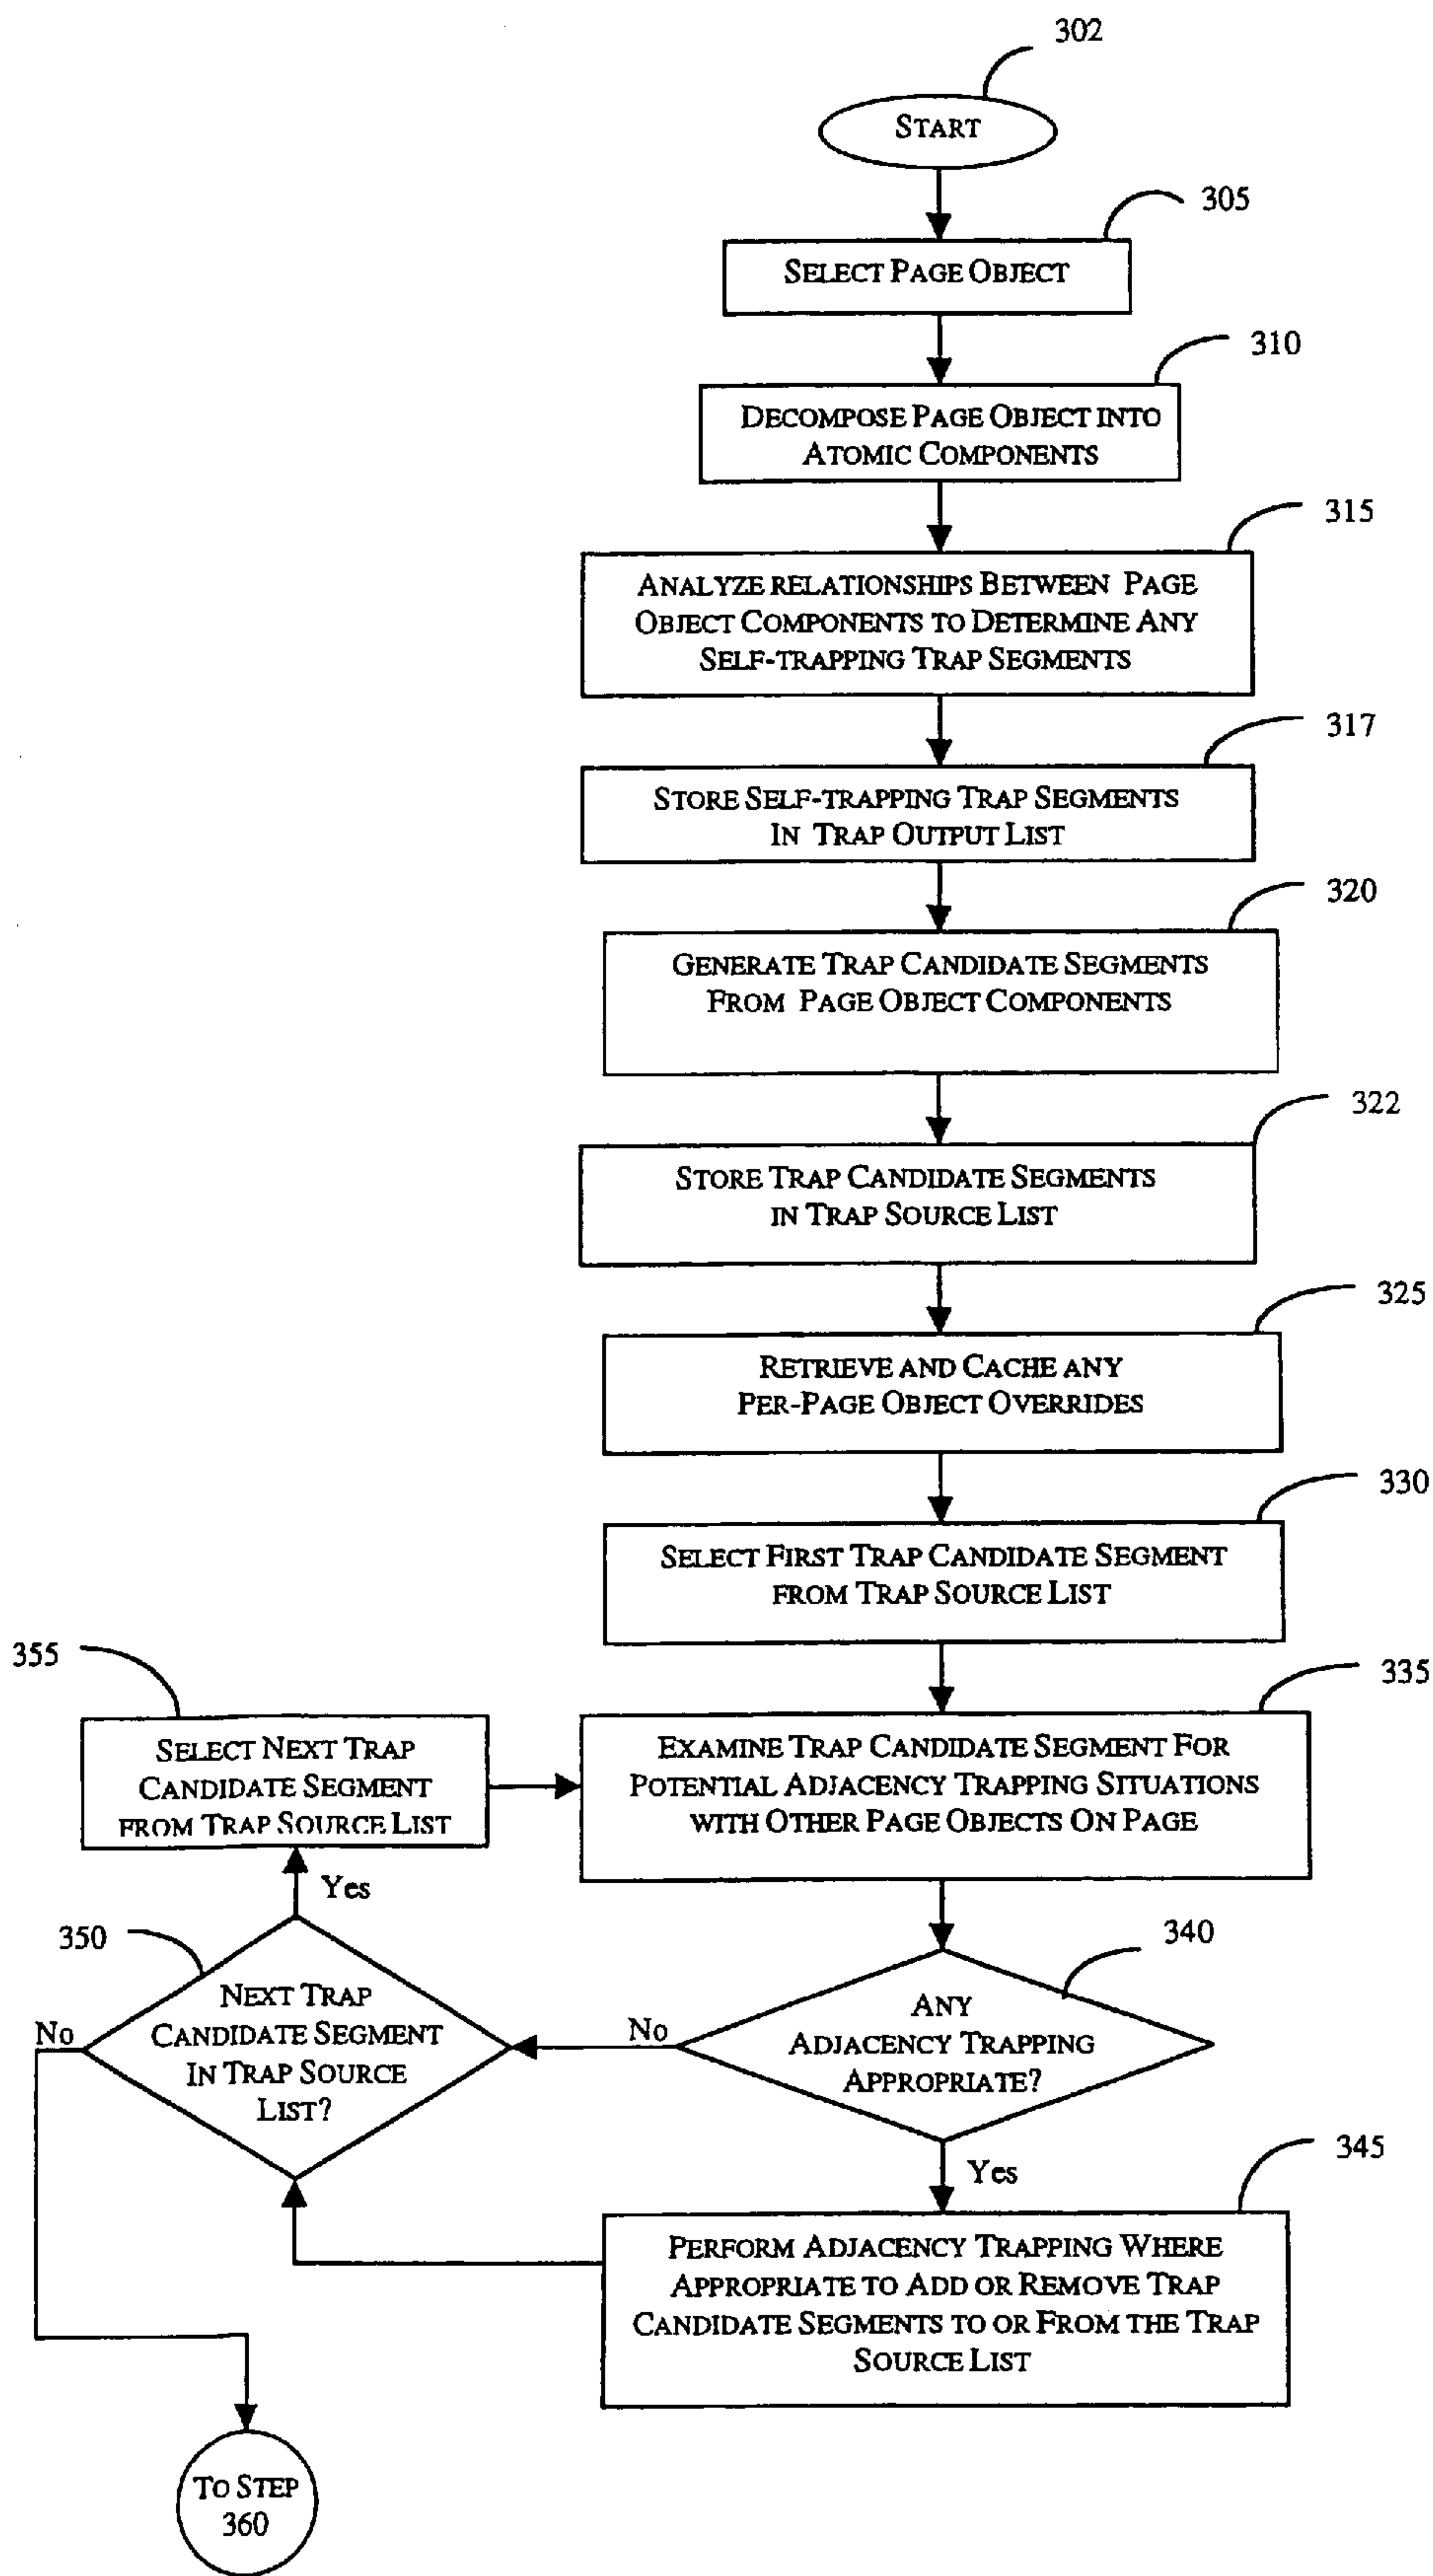 302
START
305
SELECT PAGE OBJECT
310
DECOMPOSE PAGE OBJECT INTO
ATOMIC COMPONENTS
315
ANALYZE RELATIONSHIPS BETWEEN PAGE
OBJECT COMPONENTS TO DETERMINE ANY
SELF-TRAPPING TRAP SEGMENTS
317
STORE SELF-TRAPPING TRAP SEGMENTS
IN TRAP OUTPUT LIST
320
GENERATE TRAP CANDIDATE SEGMENTS
FROM PAGE OBJECT COMPONENTS
322
STORE TRAP CANDIDATE SEGMENTS
IN TRAP SOURCE LIST
325
RETRIEVE AND CACHE ANY
PER-PAGE OBJECT OVERRIDES
330
SELECT FIRST TRAP CANDIDATE SEGMENT
FROM TRAP SOURCE LIST
355
SELECT NEXT TRAP
CANDIDATE SEGMENT
FROM TRAP SOURCE LIST
335
EXAMINE TRAP CANDIDATE SEGMENT FOR
POTENTIAL ADJACENCY TRAPPING SITUATIONS
WITH OTHER PAGE OBJECTS ON PAGE
Yes
350
NEXT TRAP
CANDIDATE SEGMENT
IN TRAP SOURCE
LIST?
No
340
ANY
ADJACENCY TRAPPING
APPROPRIATE?
No
Yes
345
PERFORM ADJACENCY TRAPPING WHERE
APPROPRIATE TO ADD OR REMOVE TRAP
CANDIDATE SEGMENTS TO OR FROM THE TRAP
SOURCE LIST
TO STEP
360